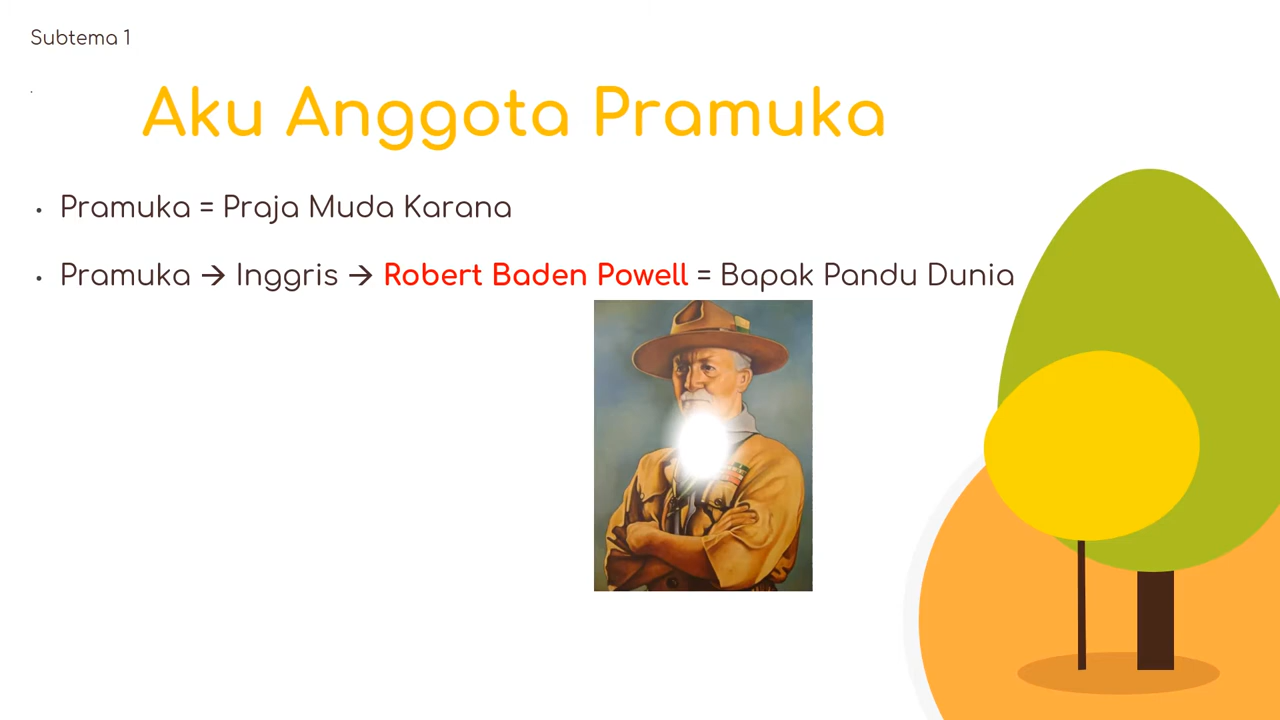 Subtema 1
Aku Anggota Pramuka
• Pramuka = Praja Muda Karana
• Pramuka → Inggris → Robert Baden Powell = Bapak Pandu Dunia